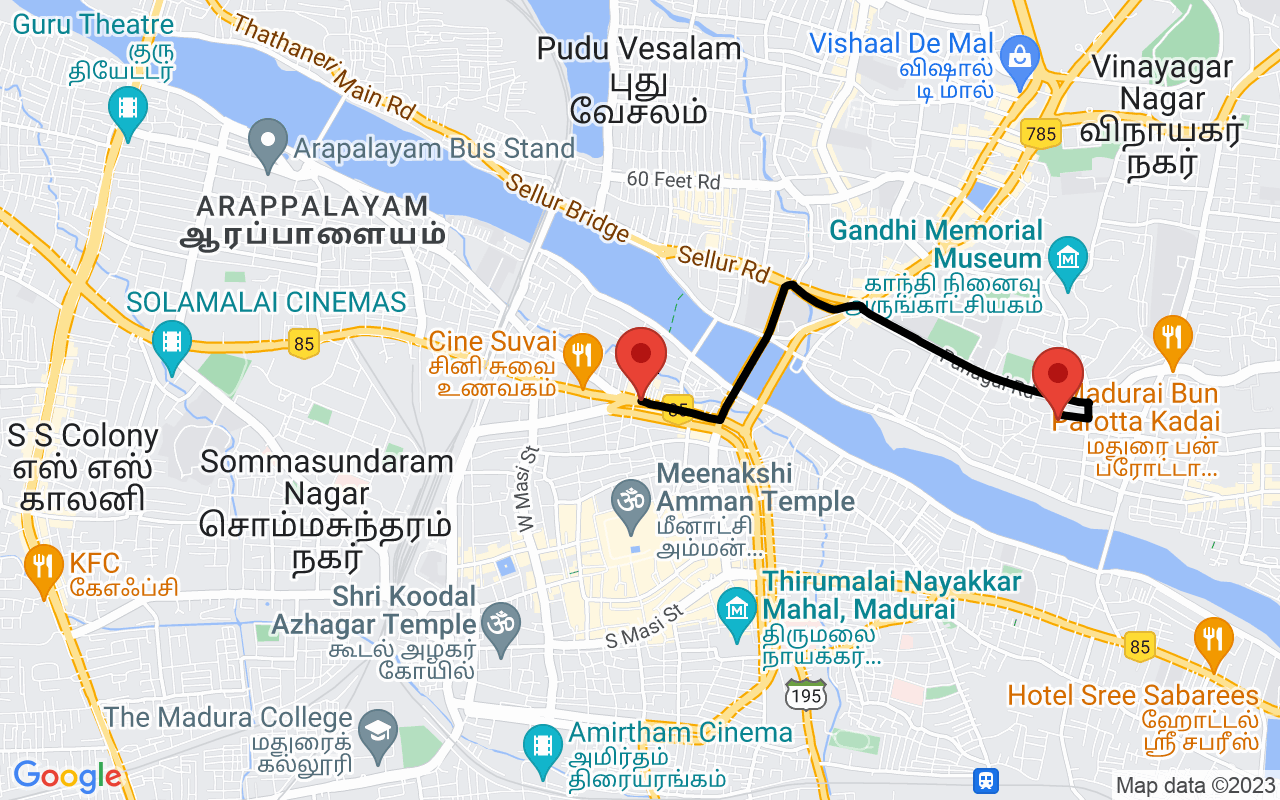 Guru Theatre
குரு
தியேட்டர்
Thathaneri Main Rd
Pudu Vesalam
புது
வேசலம்
Vishaal De Mal
விஷால்
டி மால்
Vinayagar
Nagar
விநாயகர்
நகர்
785
Arapalayam Bus Stand
60 Feet Rd
Sellur Bridge
ARAPPALAYAM
ஆரப்பாளையம்
Sellur Rd
Gandhi Memorial
Museum
காந்தி நினைவு
SOLAMALAI CINEMAS
85
Cine Suvai
சினி சுவை
உணவகம்
85
Panagal Rd
Madurai Bun
Parotta Kadai
மதுரை பன்
ப்ரோட்டா...
S S Colony
எஸ் எஸ்
காலனி
Sommasundaram
Nagar
சொம்மசுந்தரம்
நகர்
W Masi St
Meenakshi
Amman Temple
மீனாட்சி
அம்மன்...
KFC
கேஎஃப்சி
Shri Koodal
Azhagar Temple
கூடல் அழகர்
கோயில்
S Masi St
Thirumalai Nayakkar
Mahal, Madurai
திருமலை
நாயக்கர்...
85
195
Hotel Sree Sabarees
ஹோட்டல்
ஸ்ரீ சபரீஸ்
The Madura College
மதுரைக்
கல்லூரி
Amirtham Cinema
அமிர்தம்
திரையரங்கம்
Google
Map data ©2023